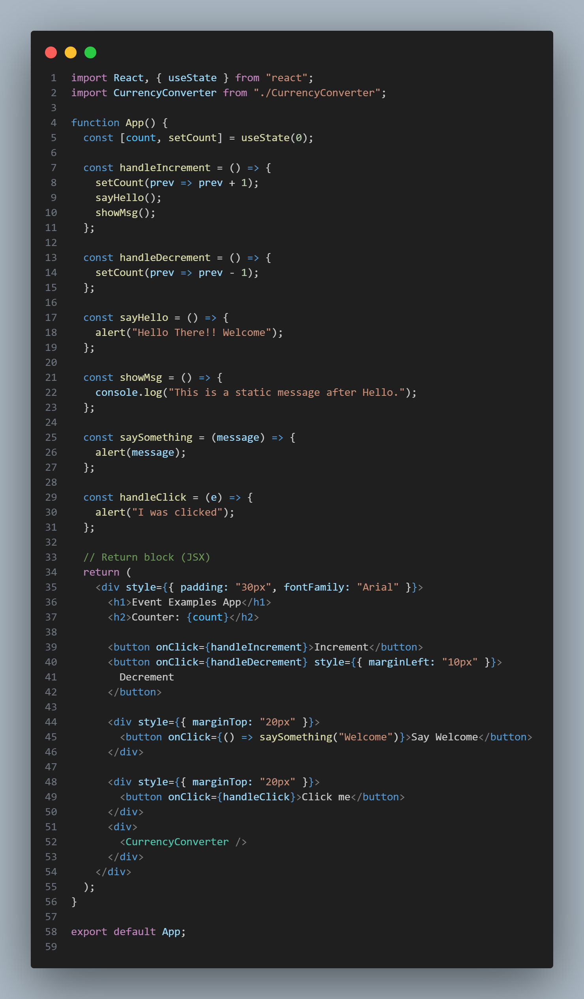 1 import React, { useState } from "react";
2 import CurrencyConverter from "./CurrencyConverter";
3
4 function App() {
5   const [count, setCount] = useState(0);
6
7   const handleIncrement = () => {
8     setCount(prev => prev + 1);
9     sayHello();
10     showMsg();
11   };
12
13   const handleDecrement = () => {
14     setCount(prev => prev - 1);
15   };
16
17   const sayHello = () => {
18     alert("Hello There!! Welcome");
19   };
20
21   const showMsg = () => {
22     console.log("This is a static message after Hello.");
23   };
24
25   const saySomething = (message) => {
26     alert(message);
27   };
28
29   const handleClick = (e) => {
30     alert("I was clicked");
31   };
32
33   // Return block (JSX)
34   return (
35     <div style={{ padding: "30px", fontFamily: "Arial" }}>
36       <h1>Event Examples App</h1>
37       <h2>Counter: {count}</h2>
38
39       <button onClick={handleIncrement}>Increment</button>
40       <button onClick={handleDecrement} style={{ marginLeft: "10px" }}>
41         Decrement
42       </button>
43
44       <div style={{ marginTop: "20px" }}>
45         <button onClick={() => saySomething("Welcome")}>Say Welcome</button>
46       </div>
47
48       <div style={{ marginTop: "20px" }}>
49         <button onClick={handleClick}>Click me</button>
50       </div>
51       <div>
52         <CurrencyConverter />
53       </div>
54     </div>
55   );
56 }
57
58 export default App;
59